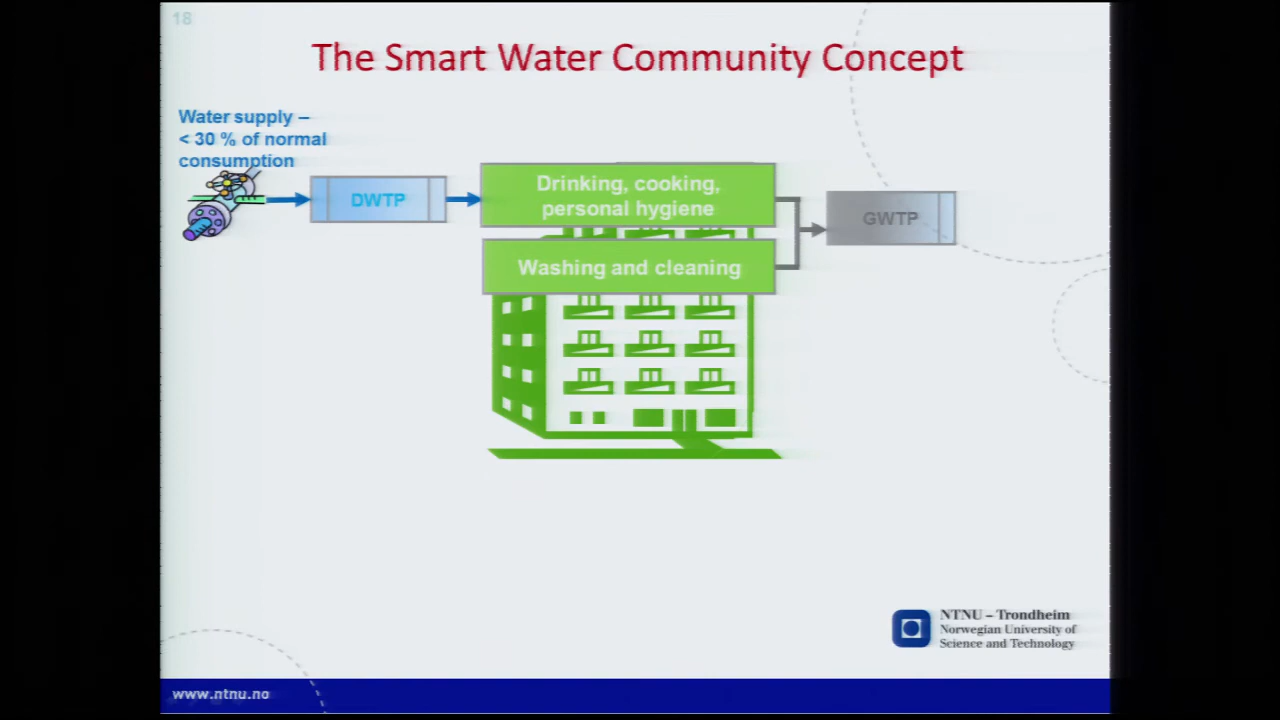 18
The Smart Water Community Concept
Water supply –
< 30 % of normal
consumption
DWTP
Drinking, cooking,
personal hygiene
GWTP
Washing and cleaning
NTNU – Trondheim
Norwegian University of
Science and Technology
www.ntnu.no